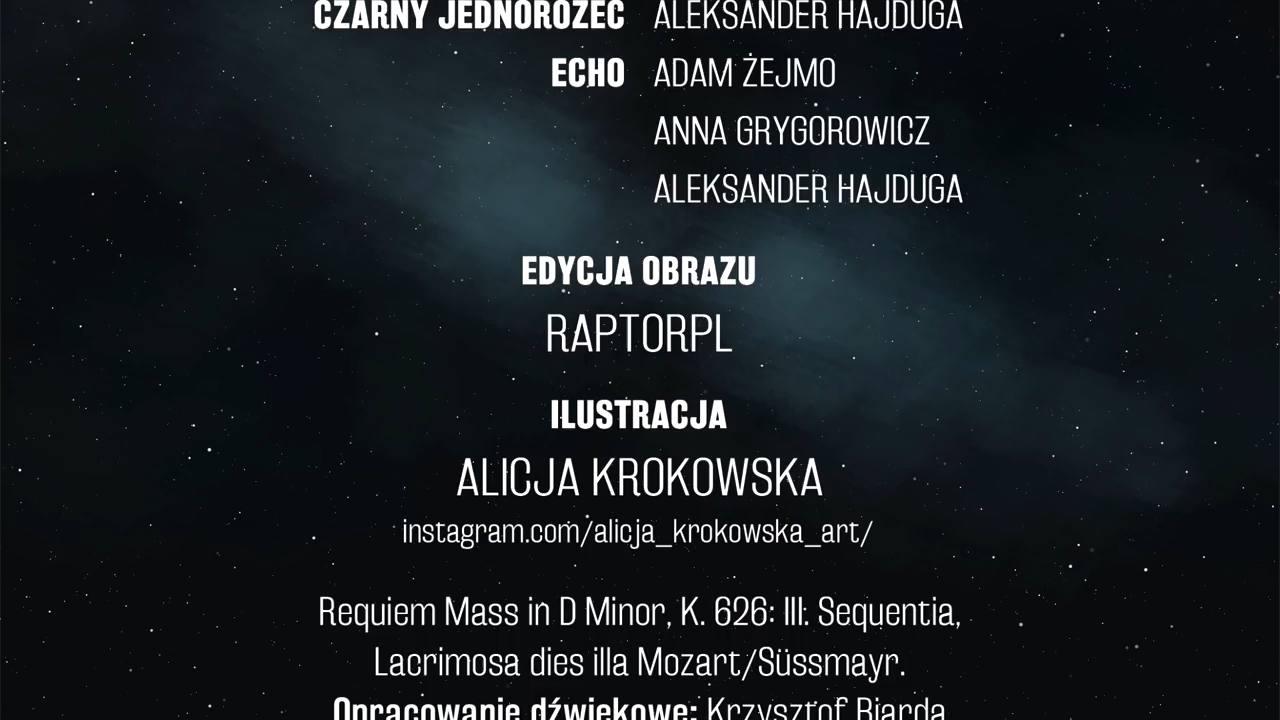 CZARNY JEDNOROŻEC ALEKSANDER HAJDUGA
ECHO ADAM ŻEJMO
ANNA GRYGOROWICZ
ALEKSANDER HAJDUGA
EDYCJA OBRAZU
RAPTORPL
ILUSTRACJA
ALICJA KROKOWSKA
instagram.com/alicja_krokowska_art/
Requiem Mass in D Minor, K. 626: III. Sequentia,
Lacrimosa dies illa Mozart/Süssmayr.
Opracowanie dźwiękowe: Krzysztof Biarda